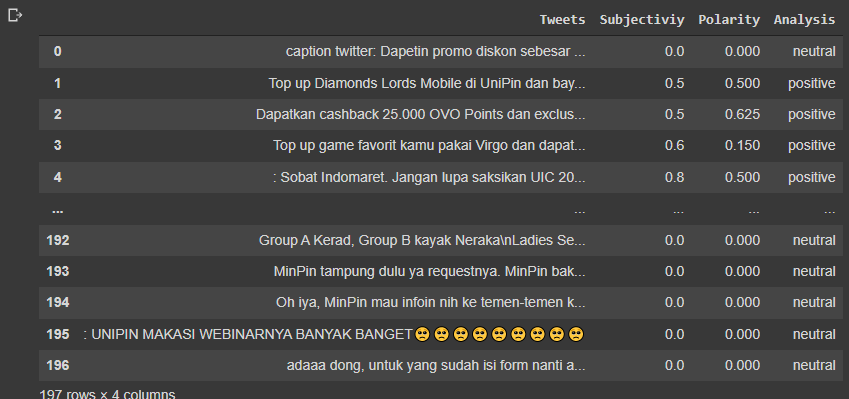 Tweets Subjectiviy Polarity Analysis
0 caption twitter: Dapetin promo diskon sebesar ... 0.0 0.000 neutral
1 Top up Diamonds Lords Mobile di UniPin dan bay... 0.5 0.500 positive
2 Dapatkan cashback 25.000 OVO Points dan exclus... 0.5 0.625 positive
3 Top up game favorit kamu pakai Virgo dan dapat... 0.6 0.150 positive
4 : Sobat Indomaret. Jangan lupa saksikan UIC 20... 0.8 0.500 positive
... ... ... ... ...
192 Group A Kerad, Group B kayak Neraka\nLadies Se... 0.0 0.000 neutral
193 MinPin tampung dulu ya requestnya. MinPin bak... 0.0 0.000 neutral
194 Oh iya, MinPin mau infoin nih ke temen-temen k... 0.0 0.000 neutral
195 : UNIPIN MAKASI WEBINARNYA BANYAK BANGET🥺🥺🥺🥺🥺🥺🥺🥺🥺 0.0 0.000 neutral
196 adaaa dong, untuk yang sudah isi form nanti a... 0.0 0.000 neutral
197 rows × 4 columns